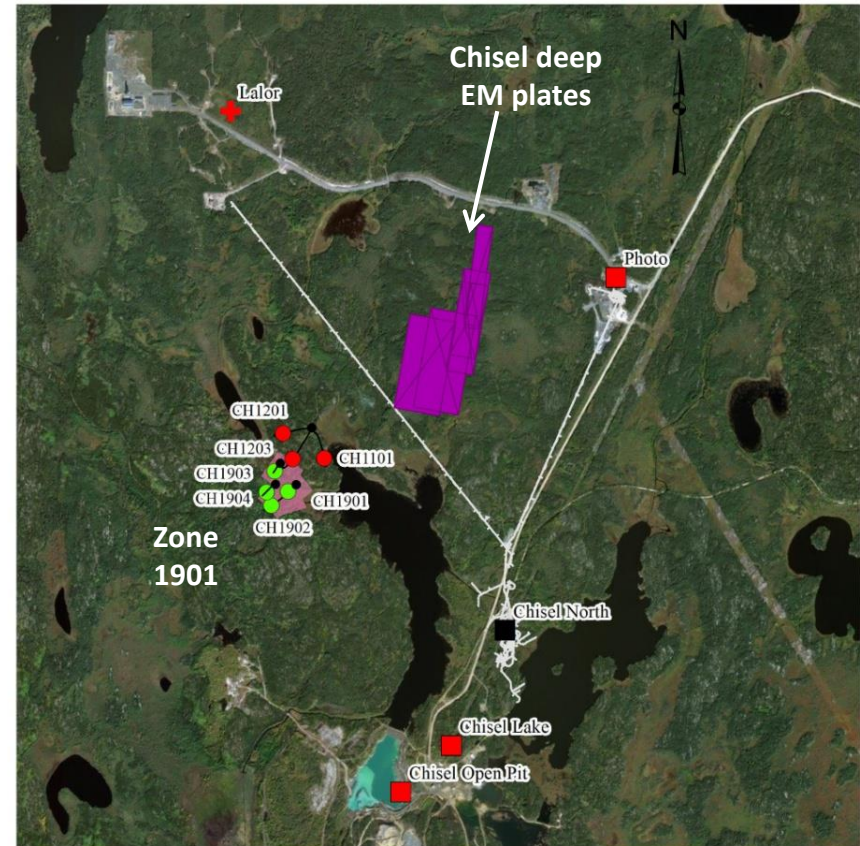 N
Chisel deep
EM plates
Lalor
Photo
CH1201
CH1203
CH1101
CH1903
CH1904
CH1901
CH1902
Zone
1901
Chisel North
Chisel Lake
Chisel Open Pit